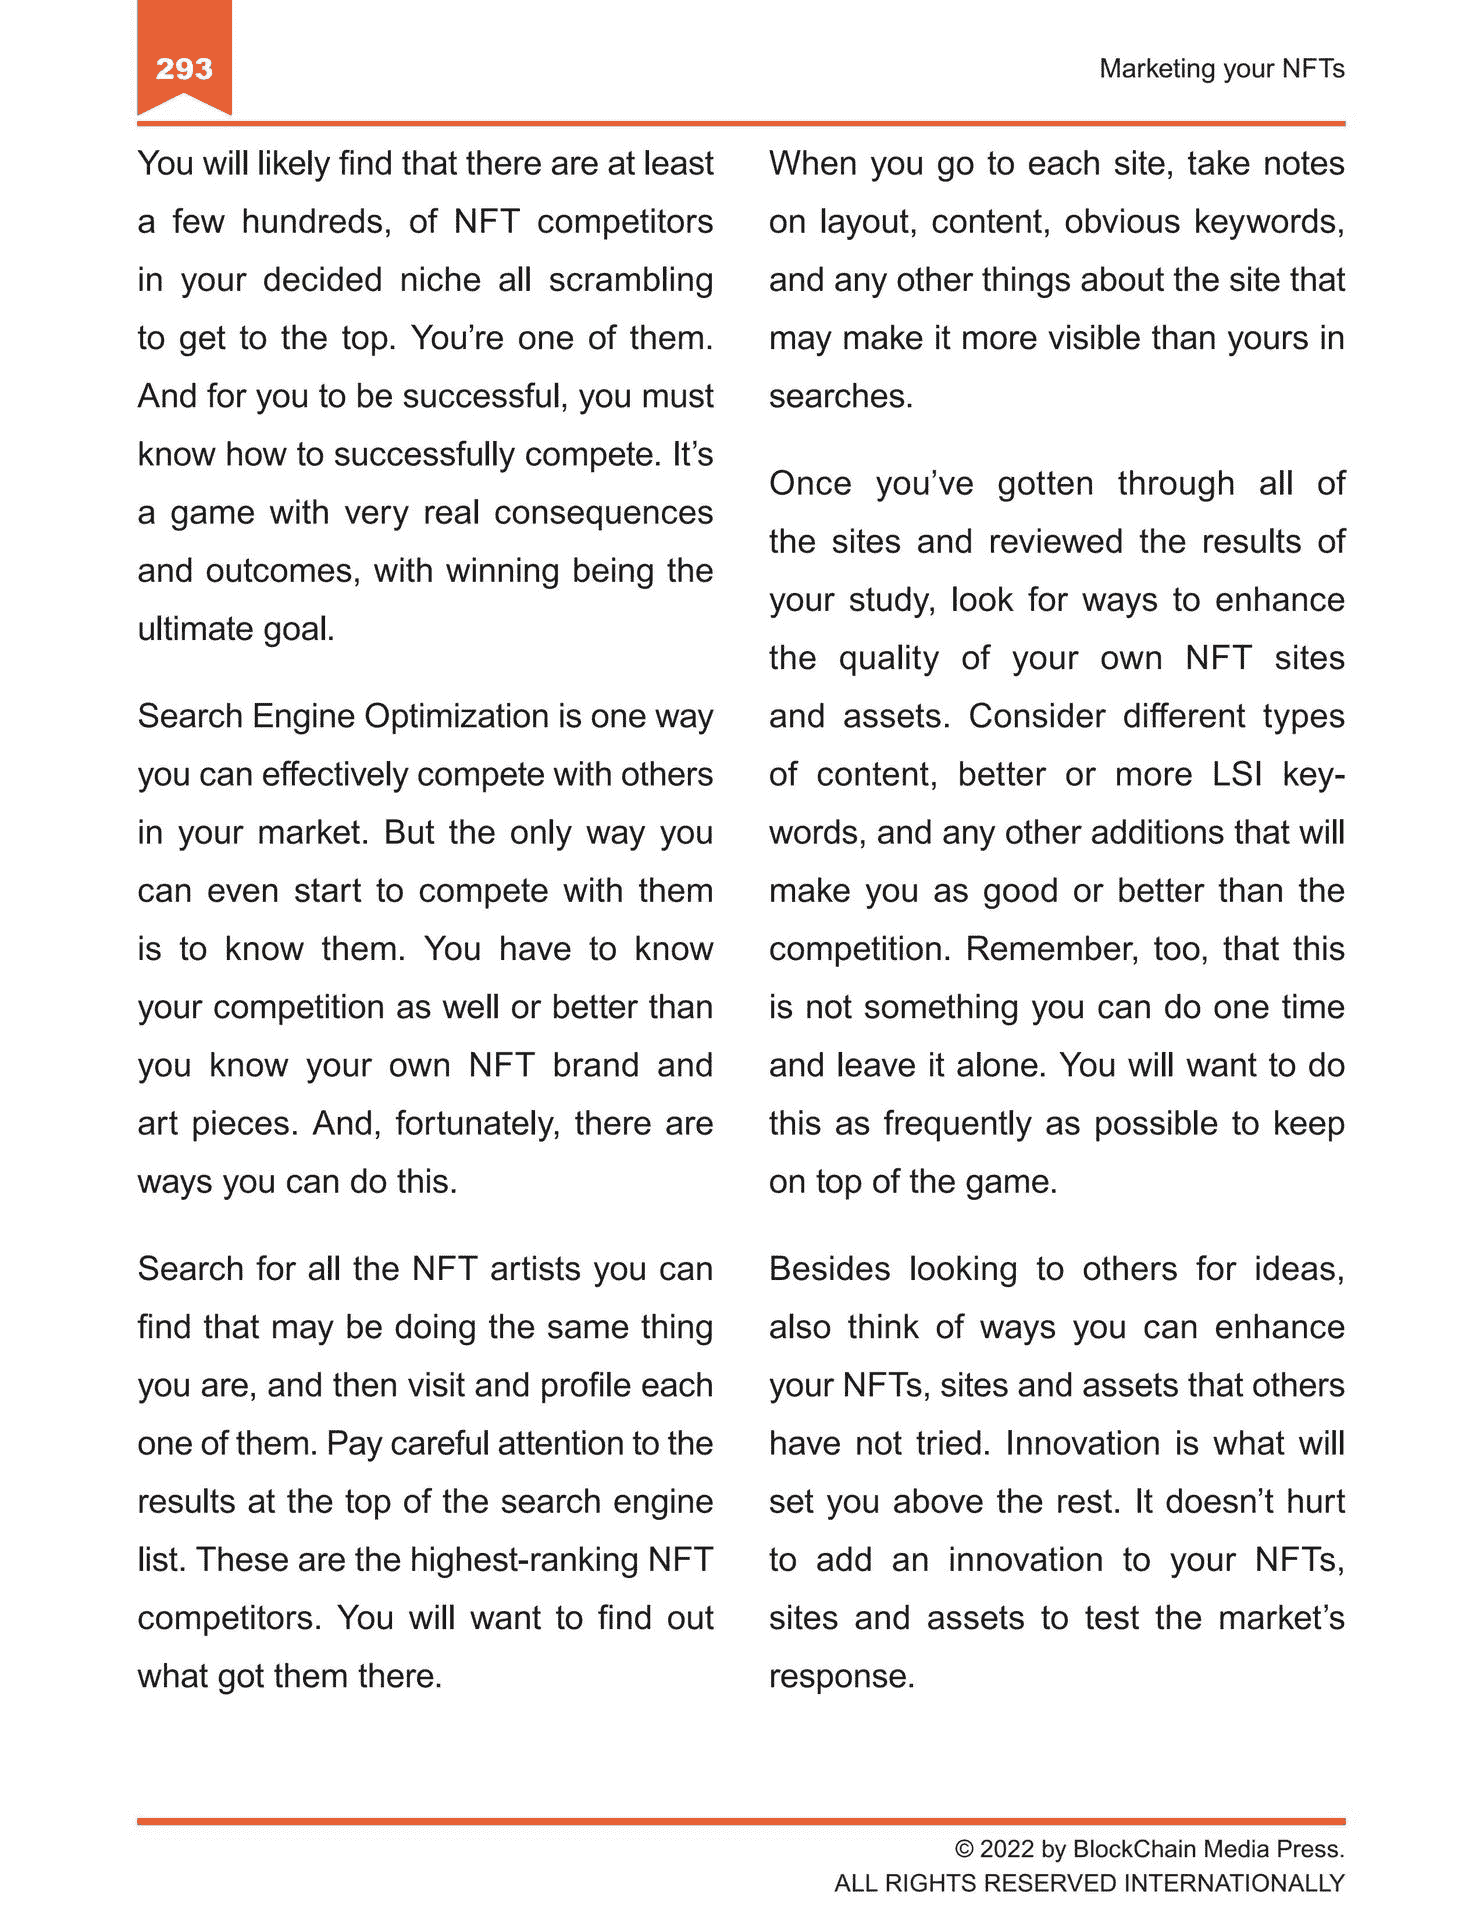 293
Marketing your NFTs
You will likely find that there are at least
a few hundreds, of NFT competitors
in your decided niche all scrambling
to get to the top. You’re one of them.
And for you to be successful, you must
know how to successfully compete. It’s
a game with very real consequences
and outcomes, with winning being the
ultimate goal.
Search Engine Optimization is one way
you can effectively compete with others
in your market. But the only way you
can even start to compete with them
is to know them. You have to know
your competition as well or better than
you know your own NFT brand and
art pieces. And, fortunately, there are
ways you can do this.
Search for all the NFT artists you can
find that may be doing the same thing
you are, and then visit and profile each
one of them. Pay careful attention to the
results at the top of the search engine
list. These are the highest-ranking NFT
competitors. You will want to find out
what got them there.
When you go to each site, take notes
on layout, content, obvious keywords,
and any other things about the site that
may make it more visible than yours in
searches.
Once you’ve gotten through all of
the sites and reviewed the results of
your study, look for ways to enhance
the quality of your own NFT sites
and assets. Consider different types
of content, better or more LSI key-
words, and any other additions that will
make you as good or better than the
competition. Remember, too, that this
is not something you can do one time
and leave it alone. You will want to do
this as frequently as possible to keep
on top of the game.
Besides looking to others for ideas,
also think of ways you can enhance
your NFTs, sites and assets that others
have not tried. Innovation is what will
set you above the rest. It doesn’t hurt
to add an innovation to your NFTs,
sites and assets to test the market’s
response.
© 2022 by BlockChain Media Press.
ALL RIGHTS RESERVED INTERNATIONALLY